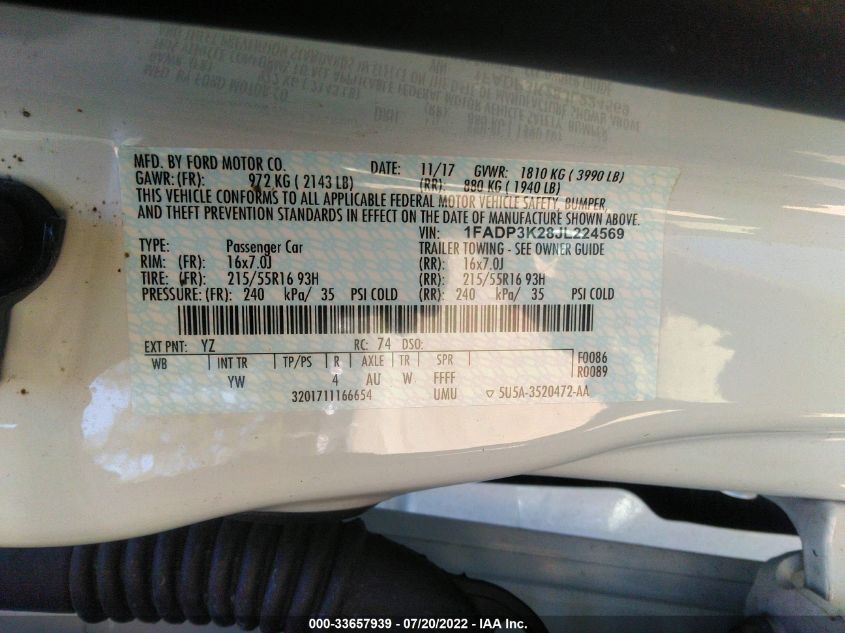 MFD. BY FORD MOTOR CO. DATE: 11/17 GVWR: 1810 KG ( 3990 LB)
GAWR: (FR): 972 KG ( 2143 LB) (RR): 880 KG ( 1940 LB)
THIS VEHICLE CONFORMS TO ALL APPLICABLE FEDERAL MOTOR VEHICLE SAFETY, BUMPER,
AND THEFT PREVENTION STANDARDS IN EFFECT ON THE DATE OF MANUFACTURE SHOWN ABOVE.
VIN: 1FADP3K28JL224569
TYPE: Passenger Car TRAILER TOWING - SEE OWNER GUIDE
RIM: (FR): 16x7.0J (RR): 16x7.0J
TIRE: (FR): 215/55R16 93H (RR): 215/55R16 93H
PRESSURE: (FR): 240 kPa/ 35 PSI COLD (RR): 240 kPa/ 35 PSI COLD
EXT PNT: YZ RC: 74 DSO:
WB INT TR TP/PS R AXLE TR SPR F0086
YW 4 AU W FFFF R0089
3201711166654 UMU ▽ 5U5A-3520472-AA
000-33657939 - 07/20/2022 - IAA Inc.